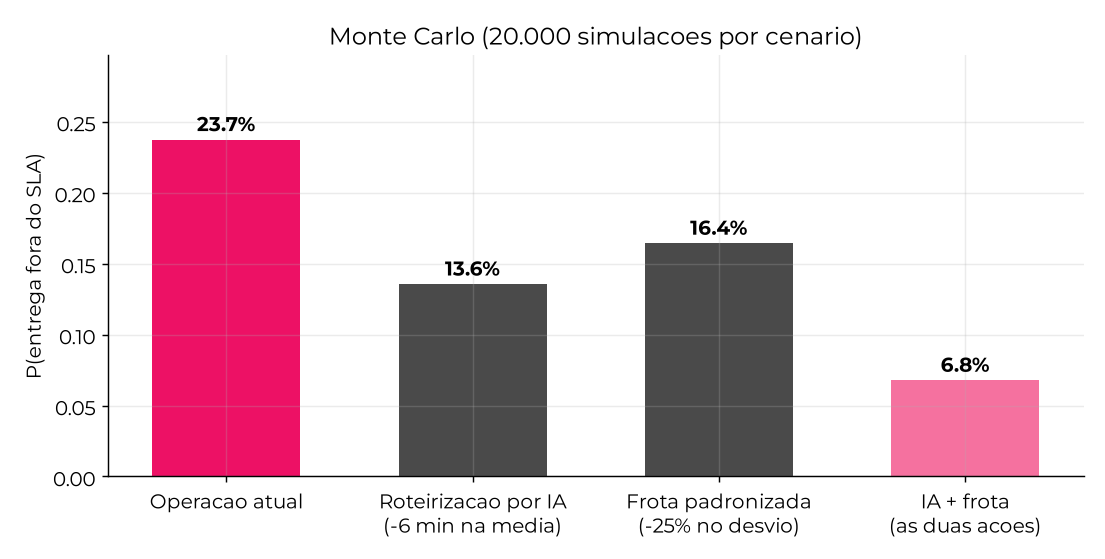 Monte Carlo (20.000 simulacoes por cenario)
P(entrega fora do SLA)
0.25
0.20
0.15
0.10
0.05
0.00
23.7%
13.6%
16.4%
6.8%
Operacao atual
Roteirizacao por IA
(-6 min na media)
Frota padronizada
(-25% no desvio)
IA + frota
(as duas acoes)